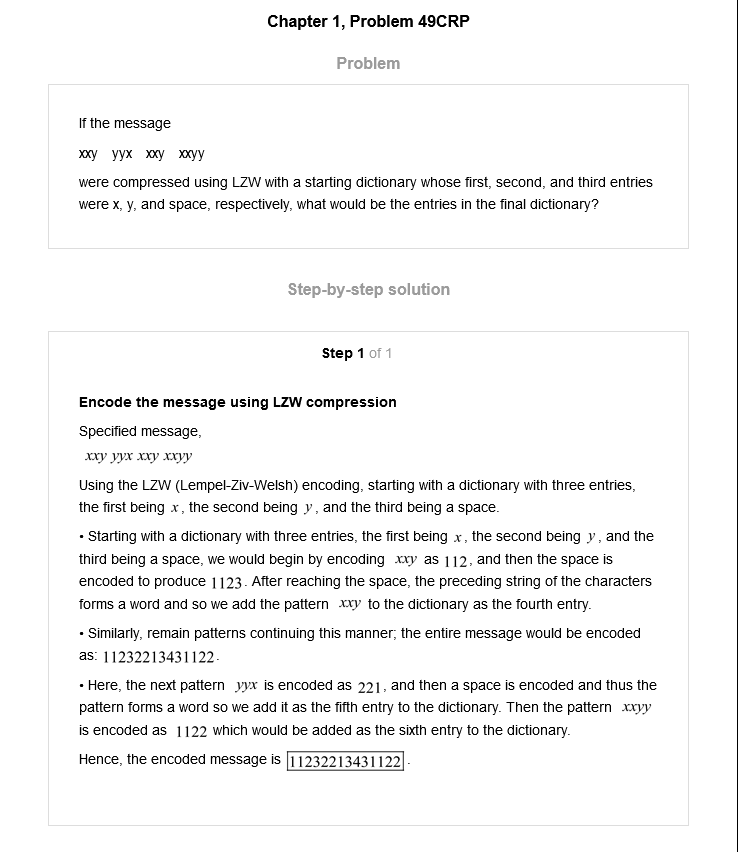 Chapter 1, Problem 49CRP
Problem
If the message
xxy yyx xxy xxyy
were compressed using LZW with a starting dictionary whose first, second, and third entries
were x, y, and space, respectively, what would be the entries in the final dictionary?
Step-by-step solution
Step 1 of 1
Encode the message using LZW compression
Specified message,
xxy yyx xxy xxyy
Using the LZW (Lempel-Ziv-Welsh) encoding, starting with a dictionary with three entries,
the first being x, the second being y, and the third being a space.
• Starting with a dictionary with three entries, the first being x, the second being y, and the
third being a space, we would begin by encoding xxy as 112, and then the space is
encoded to produce 1123. After reaching the space, the preceding string of the characters
forms a word and so we add the pattern xxy to the dictionary as the fourth entry.
• Similarly, remain patterns continuing this manner; the entire message would be encoded
as: 11232213431122.
• Here, the next pattern yyx is encoded as 221, and then a space is encoded and thus the
pattern forms a word so we add it as the fifth entry to the dictionary. Then the pattern xxyy
is encoded as 1122 which would be added as the sixth entry to the dictionary.
Hence, the encoded message is 11232213431122.